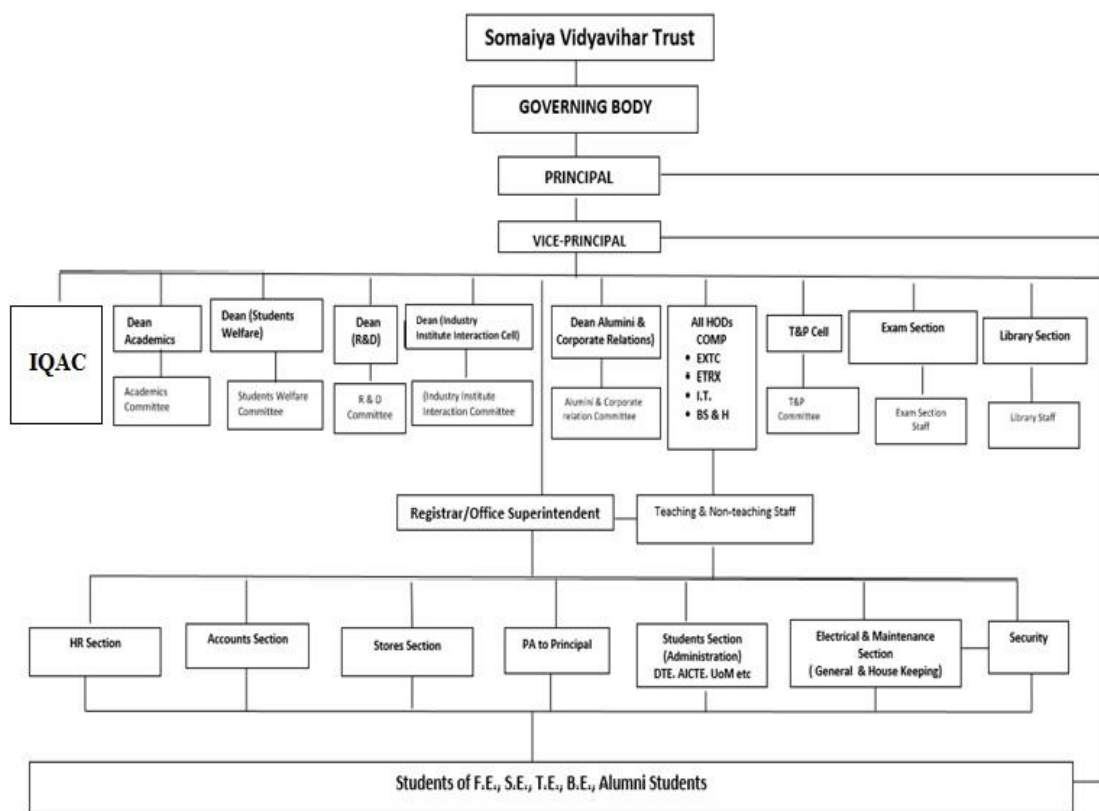 Somaiya Vidyavihar Trust
GOVERNING BODY
PRINCIPAL
VICE-PRINCIPAL
IQAC
Dean
Academics
Academics
Committee
Dean (Students
Welfare)
Students Welfare
Committee
Dean
(R&D)
R & D
Committee
Dean (Industry
Institute Interaction Cell)
(Industry Institute
Interaction Committee
Dean Alumini &
Corporate Relations)
Alumini & Corporate
relation Committee
All HODs
COMP
• EXTC
• ETRX
• I.T.
• BS & H
T&P Cell
T&P
Committee
Exam Section
Exam Section
Staff
Library Section
Library Staff
Registrar/Office Superintendent
Teaching & Non-teaching Staff
HR Section
Accounts Section
Stores Section
PA to Principal
Students Section
(Administration)
DTE. AICTE. UoM etc
Electrical & Maintenance
Section
( General & House Keeping)
Security
Students of F.E., S.E., T.E., B.E., Alumni Students